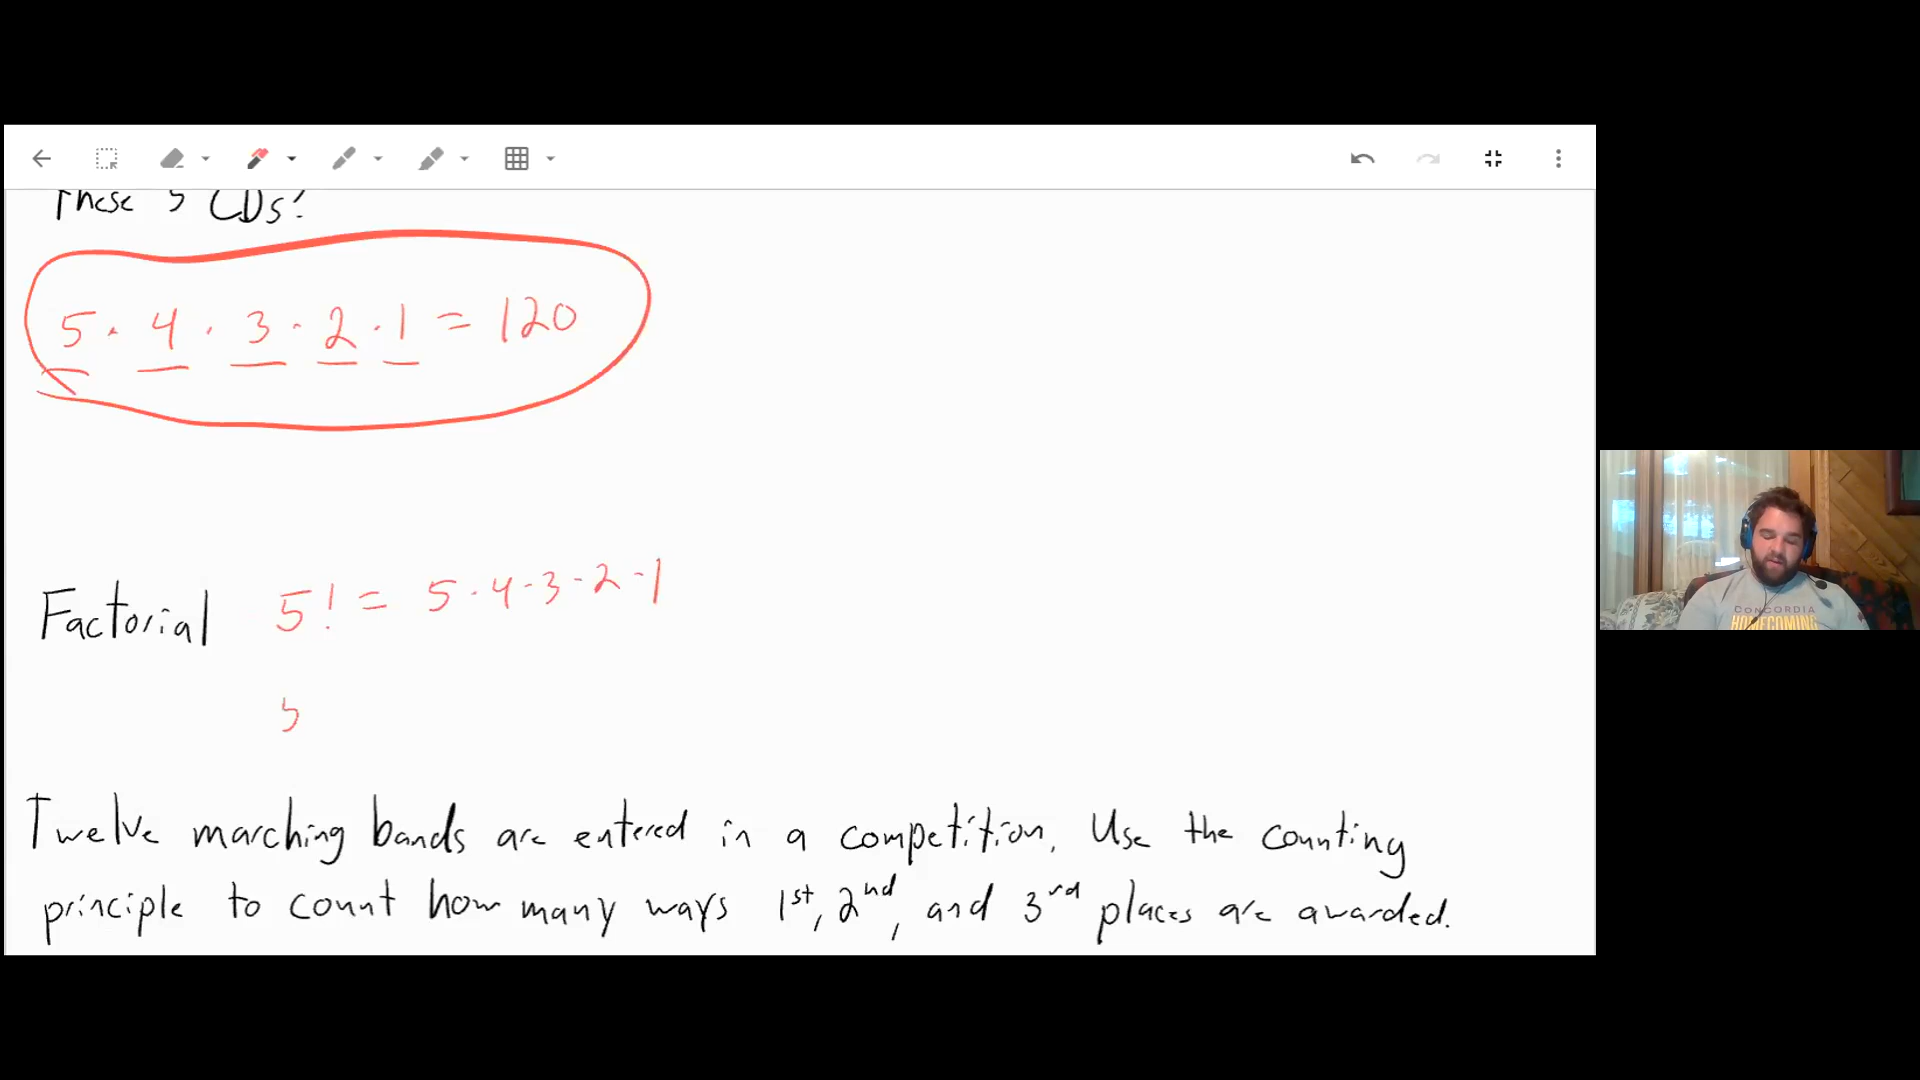 These 5 CDs?
5 · 4 · 3 · 2 · 1 = 120
Factorial 5! = 5 · 4 · 3 · 2 · 1
5
Twelve marching bands are entered in a competition. Use the counting
principle to count how many ways 1st, 2nd, and 3rd places are awarded.
CONCORDIA
HOMECOMING